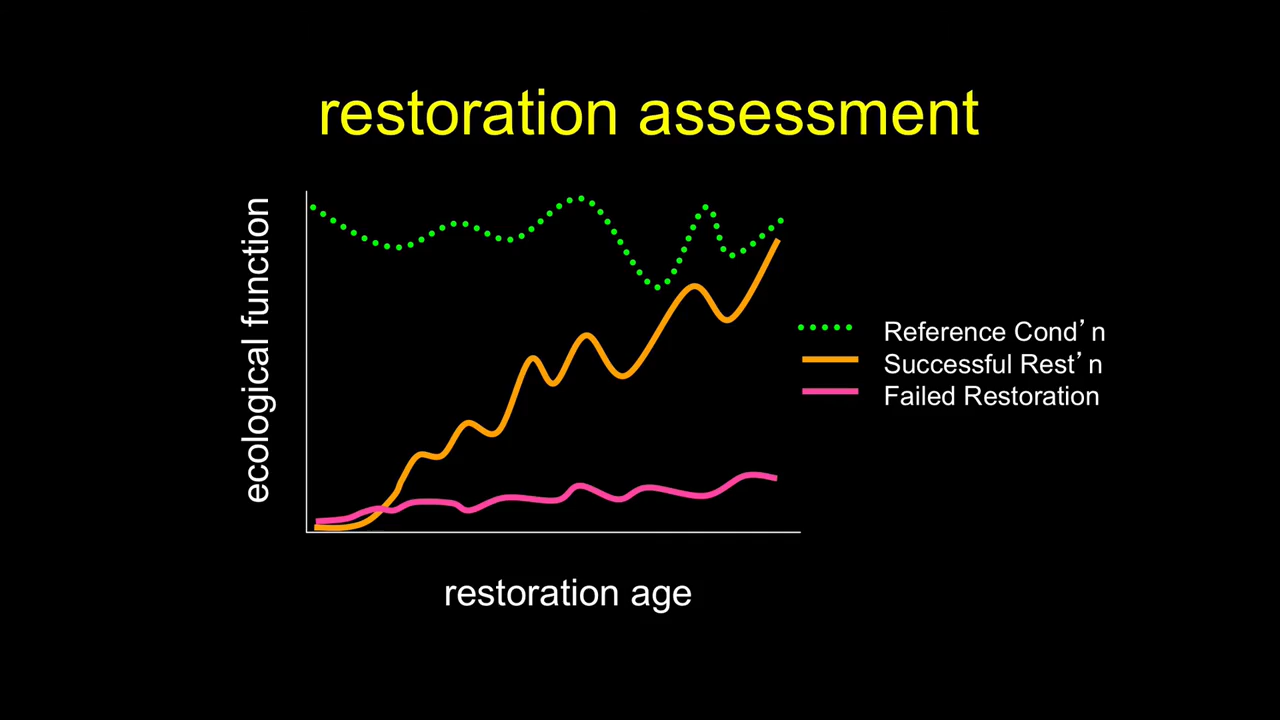 restoration assessment
ecological function
Reference Cond’n
Successful Rest’n
Failed Restoration
restoration age